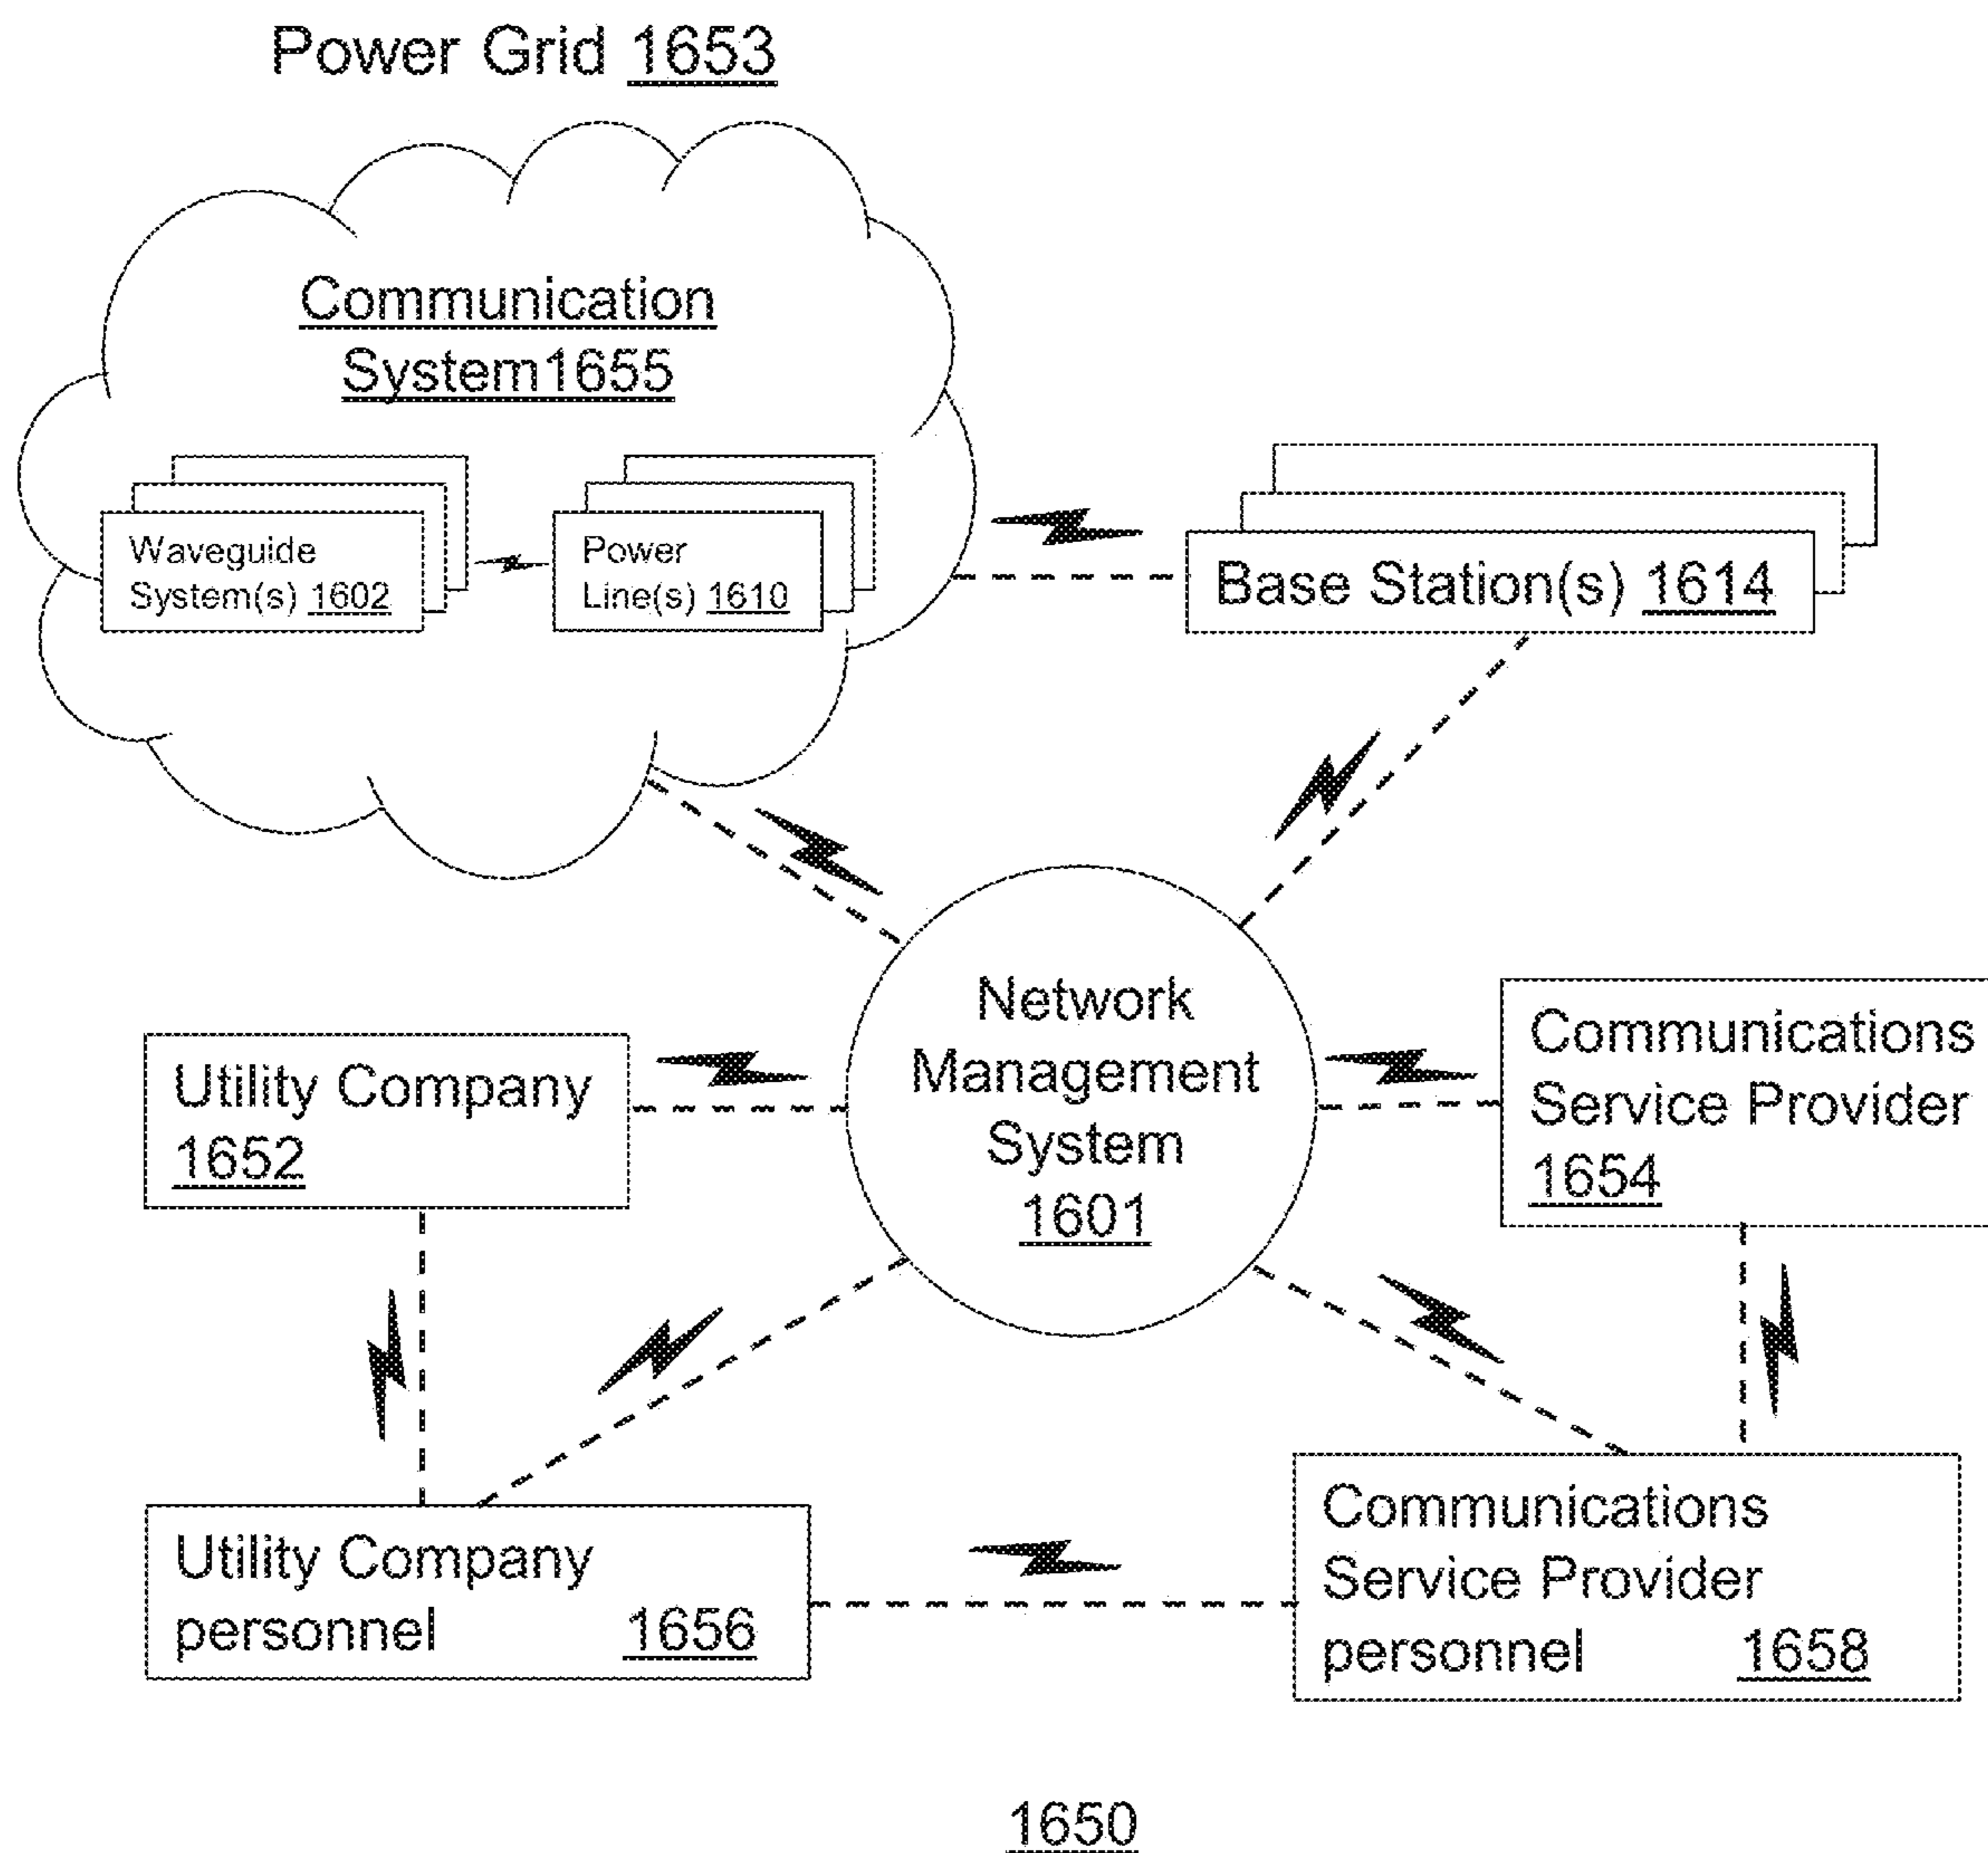 Power Grid 1653
Communication
System1655
Waveguide
System(s) 1602
Power
Line(s) 1610
Base Station(s) 1614
Network
Management
System
1601
Utility Company
1652
Communications
Service Provider
1654
Utility Company
personnel 1656
Communications
Service Provider
personnel 1658
1650